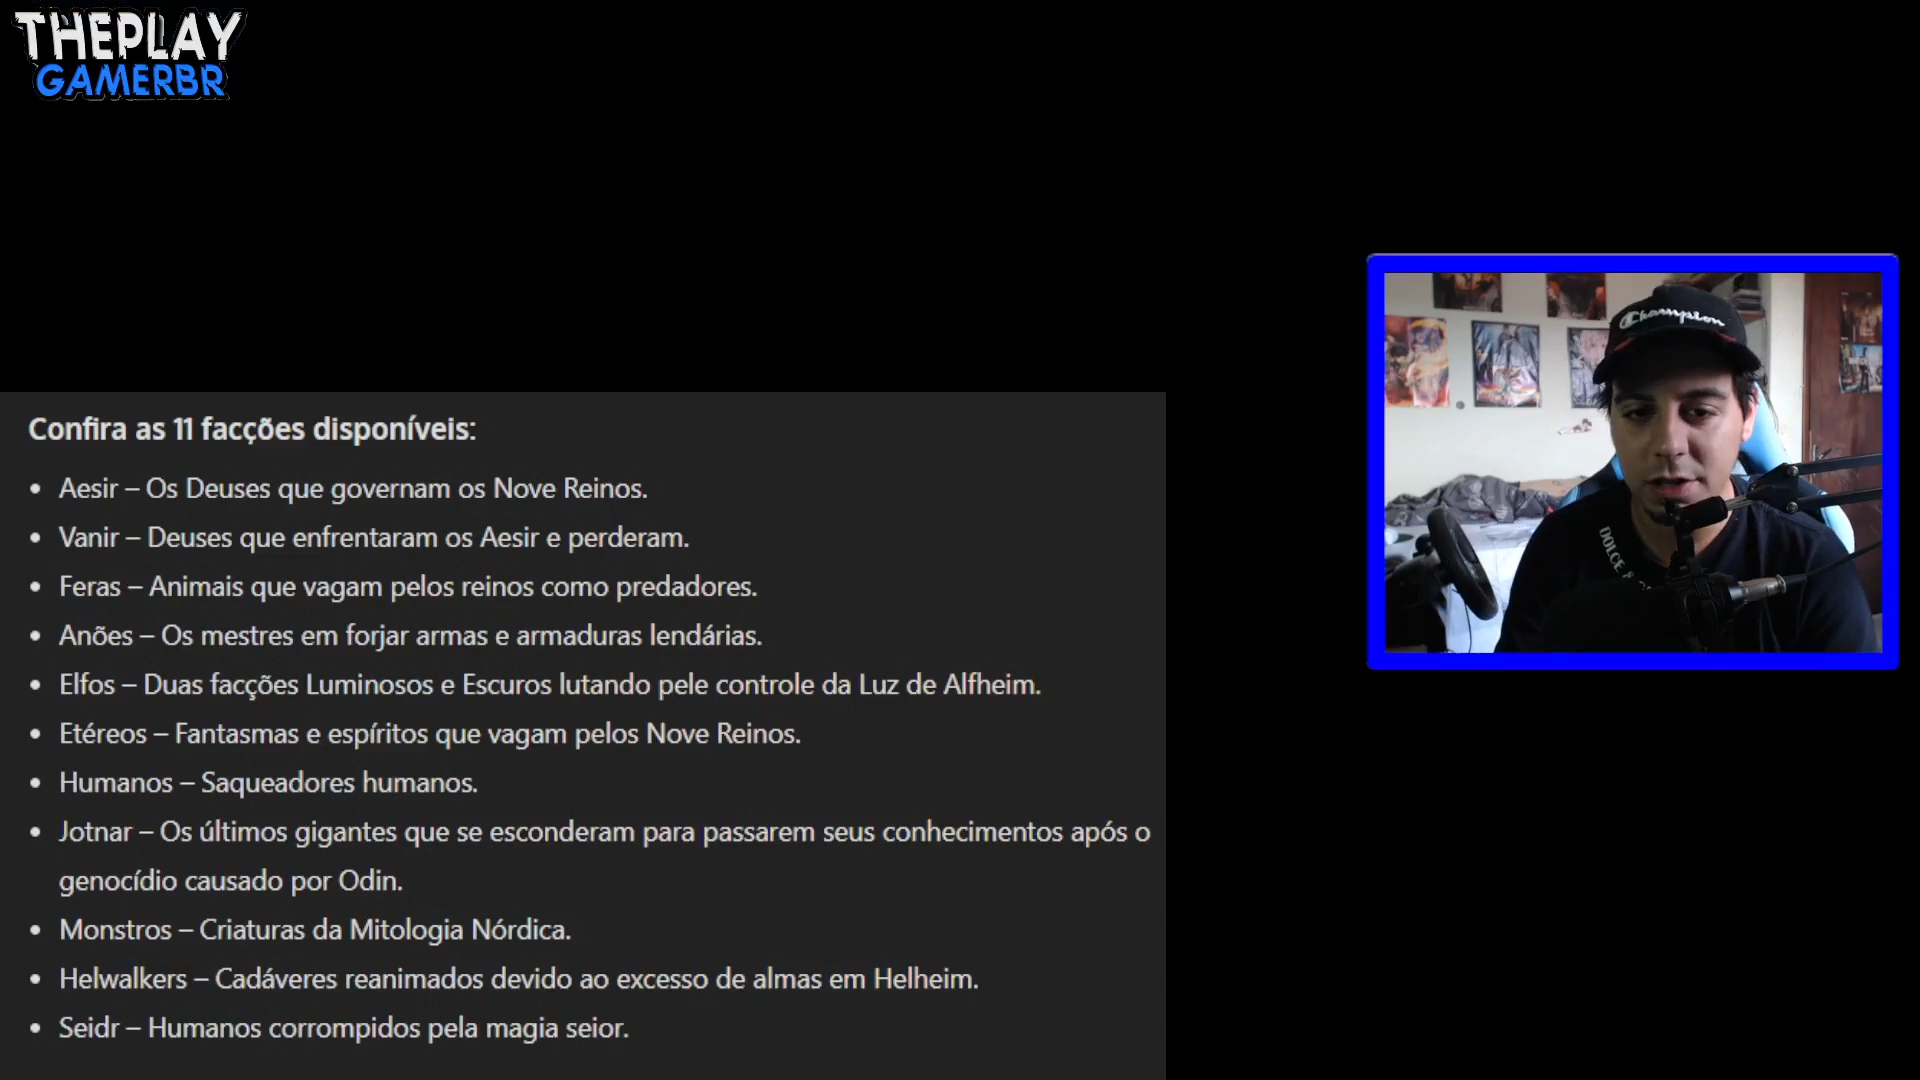 THEPLAY
GAMERBR
Confira as 11 facções disponíveis:
• Aesir – Os Deuses que governam os Nove Reinos.
• Vanir – Deuses que enfrentaram os Aesir e perderam.
• Feras – Animais que vagam pelos reinos como predadores.
• Anões – Os mestres em forjar armas e armaduras lendárias.
• Elfos – Duas facções Luminosos e Escuros lutando pele controle da Luz de Alfheim.
• Etéreos – Fantasmas e espíritos que vagam pelos Nove Reinos.
• Humanos – Saqueadores humanos.
• Jotnar – Os últimos gigantes que se esconderam para passarem seus conhecimentos após o
genocídio causado por Odin.
• Monstros – Criaturas da Mitologia Nórdica.
• Helwalkers – Cadáveres reanimados devido ao excesso de almas em Helheim.
• Seidr – Humanos corrompidos pela magia seior.
Champion
DOLCE &